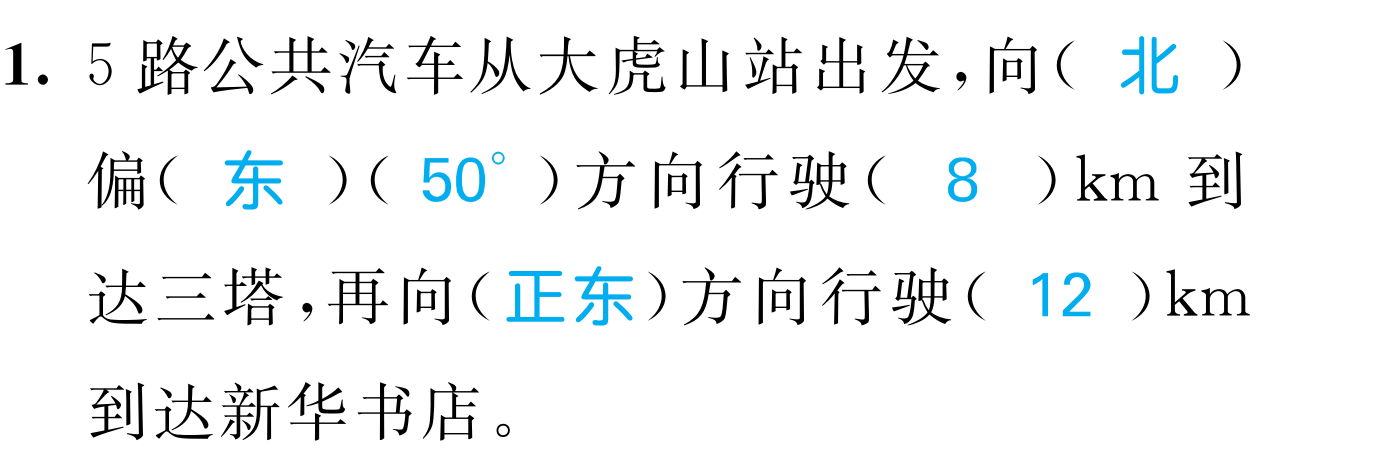 1. 5 路公共汽车从大虎山站出发,向( 北 )
偏( 东 )( 50° )方向行驶( 8 )km 到
达三塔,再向(正东)方向行驶( 12 )km
到达新华书店。